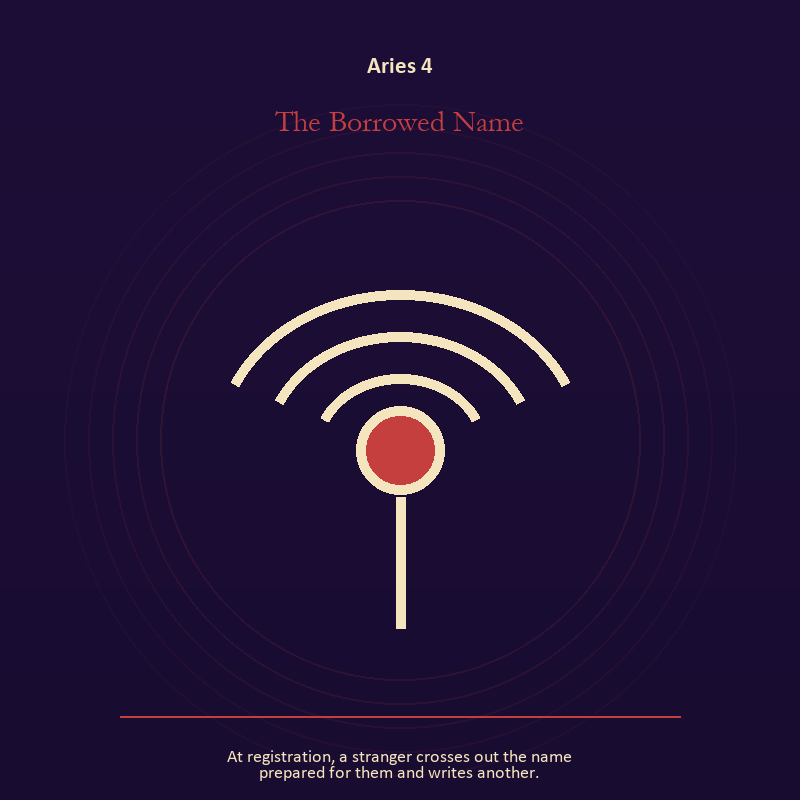 Aries 4
The Borrowed Name
At registration, a stranger crosses out the name
prepared for them and writes another.